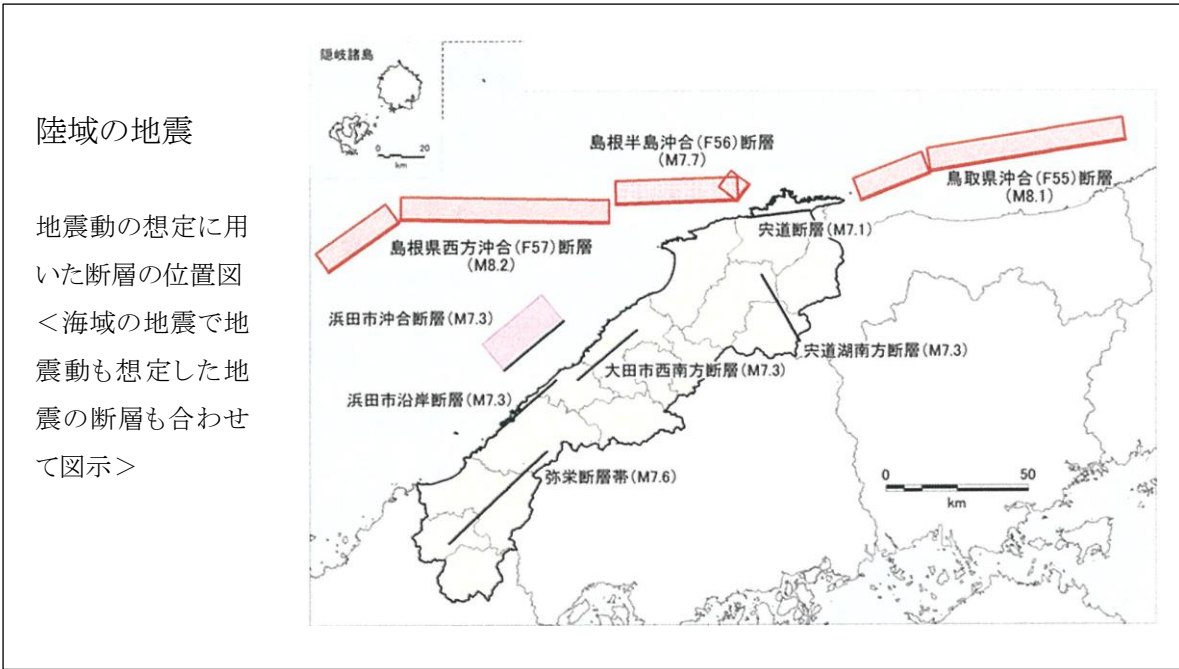 陸域の地震
地震動の想定に用
いた断層の位置図
＜海域の地震で地
震動も想定した地
震の断層も合わせ
て図示＞
隠岐諸島
0 20
km
島根半島沖合(F56)断層
(M7.7)
鳥取県沖合(F55)断層
(M8.1)
宍道断層(M7.1)
島根県西方沖合(F57)断層
(M8.2)
浜田市沖合断層(M7.3)
宍道湖南方断層(M7.3)
大田市西南方断層(M7.3)
浜田市沿岸断層(M7.3)
弥栄断層帯(M7.6)
0 50
km